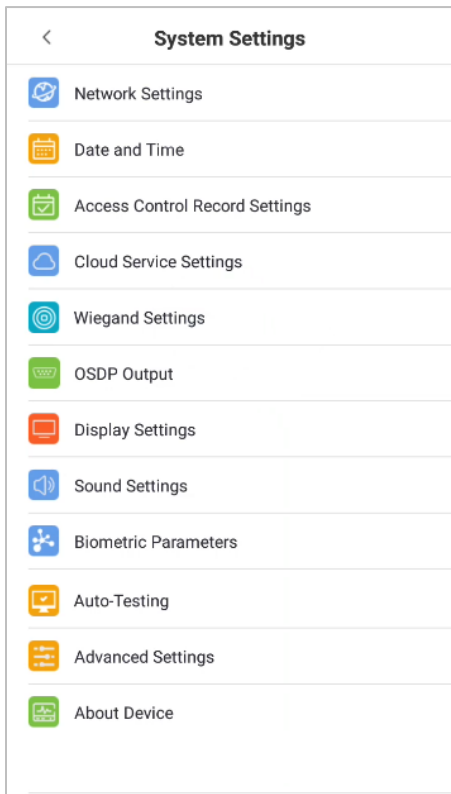 System Settings
Network Settings
Date and Time
Access Control Record Settings
Cloud Service Settings
Wiegand Settings
OSDP Output
Display Settings
Sound Settings
Biometric Parameters
Auto-Testing
Advanced Settings
About Device